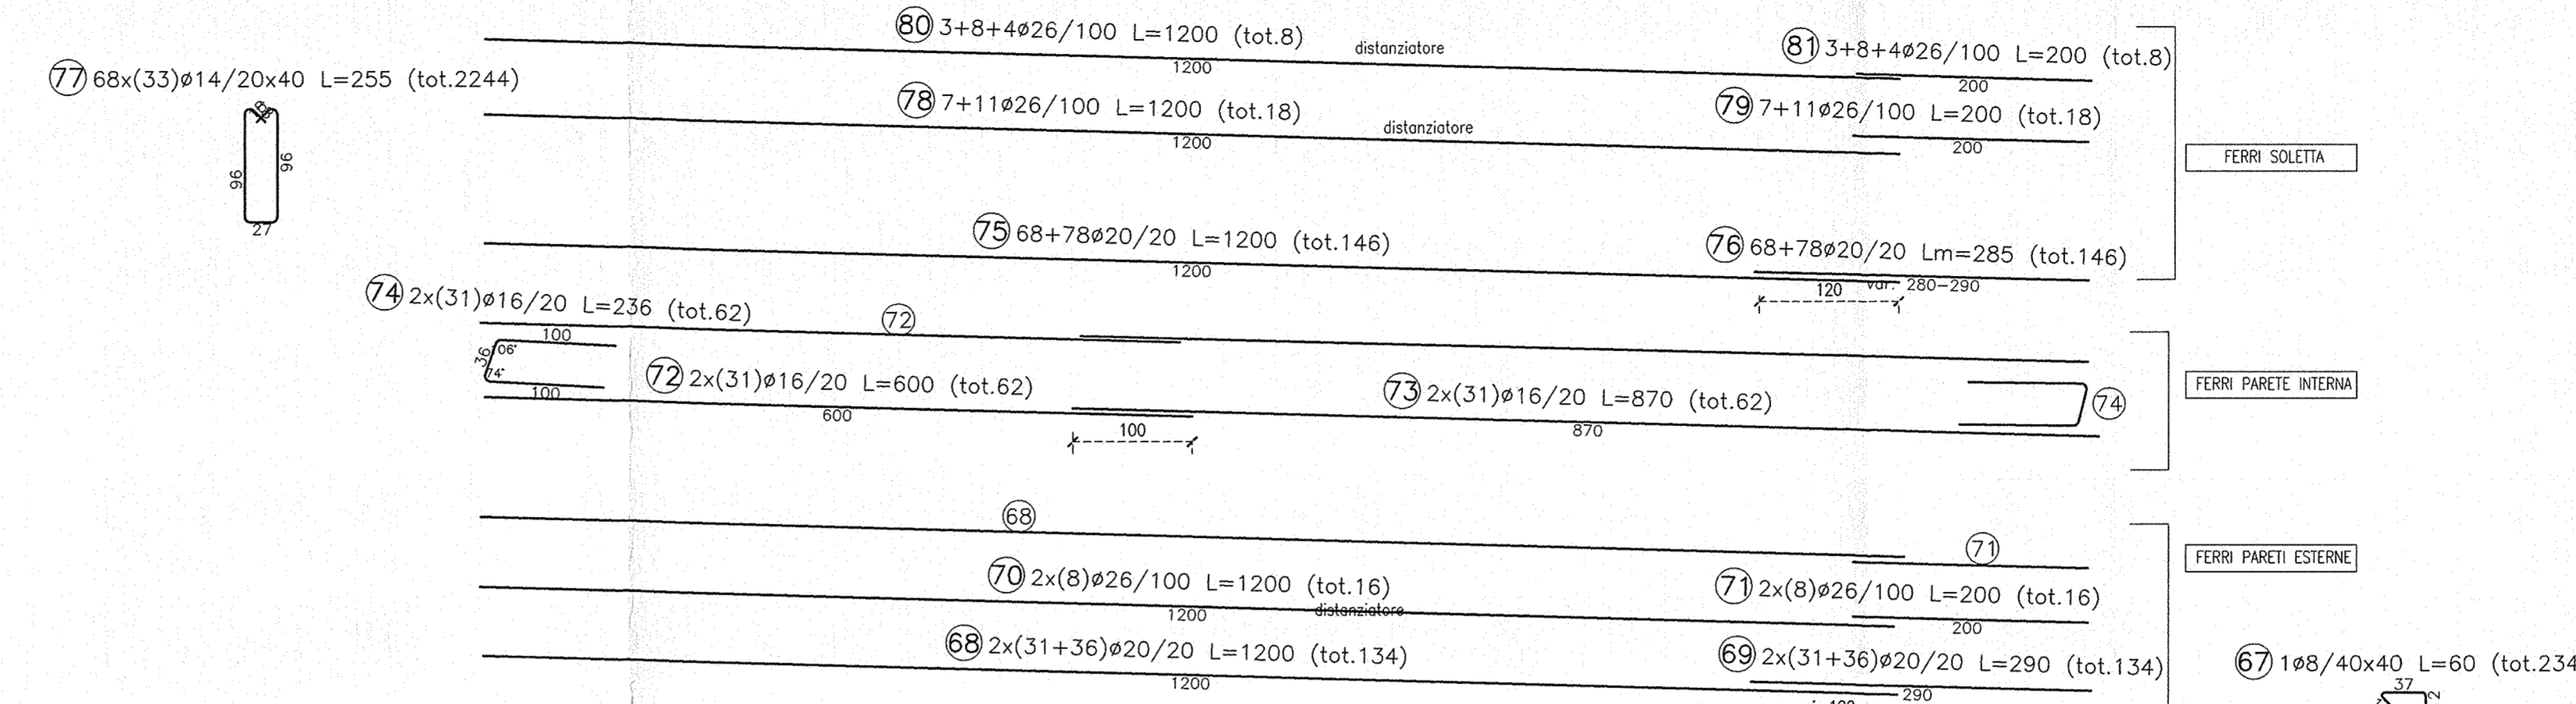 80 3+8+4ø26/100 L=1200 (tot.8)
distanziatore
1200
81 3+8+4ø26/100 L=200 (tot.8)
200
77 68x(33)ø14/20x40 L=255 (tot.2244)
96
96
27
78 7+11ø26/100 L=1200 (tot.18)
distanziatore
1200
79 7+11ø26/100 L=200 (tot.18)
200
FERRI SOLETTA
75 68+78ø20/20 L=1200 (tot.146)
1200
76 68+78ø20/20 Lm=285 (tot.146)
var. 280-290
120
74 2x(31)ø16/20 L=236 (tot.62)
72
100
36
106°
74°
100
72 2x(31)ø16/20 L=600 (tot.62)
600
100
73 2x(31)ø16/20 L=870 (tot.62)
870
74
FERRI PARETE INTERNA
68
71
FERRI PARETI ESTERNE
70 2x(8)ø26/100 L=1200 (tot.16)
distanziatore
1200
71 2x(8)ø26/100 L=200 (tot.16)
200
68 2x(31+36)ø20/20 L=1200 (tot.134)
1200
69 2x(31+36)ø20/20 L=290 (tot.134)
290
67 1ø8/40x40 L=60 (tot.234
37
2